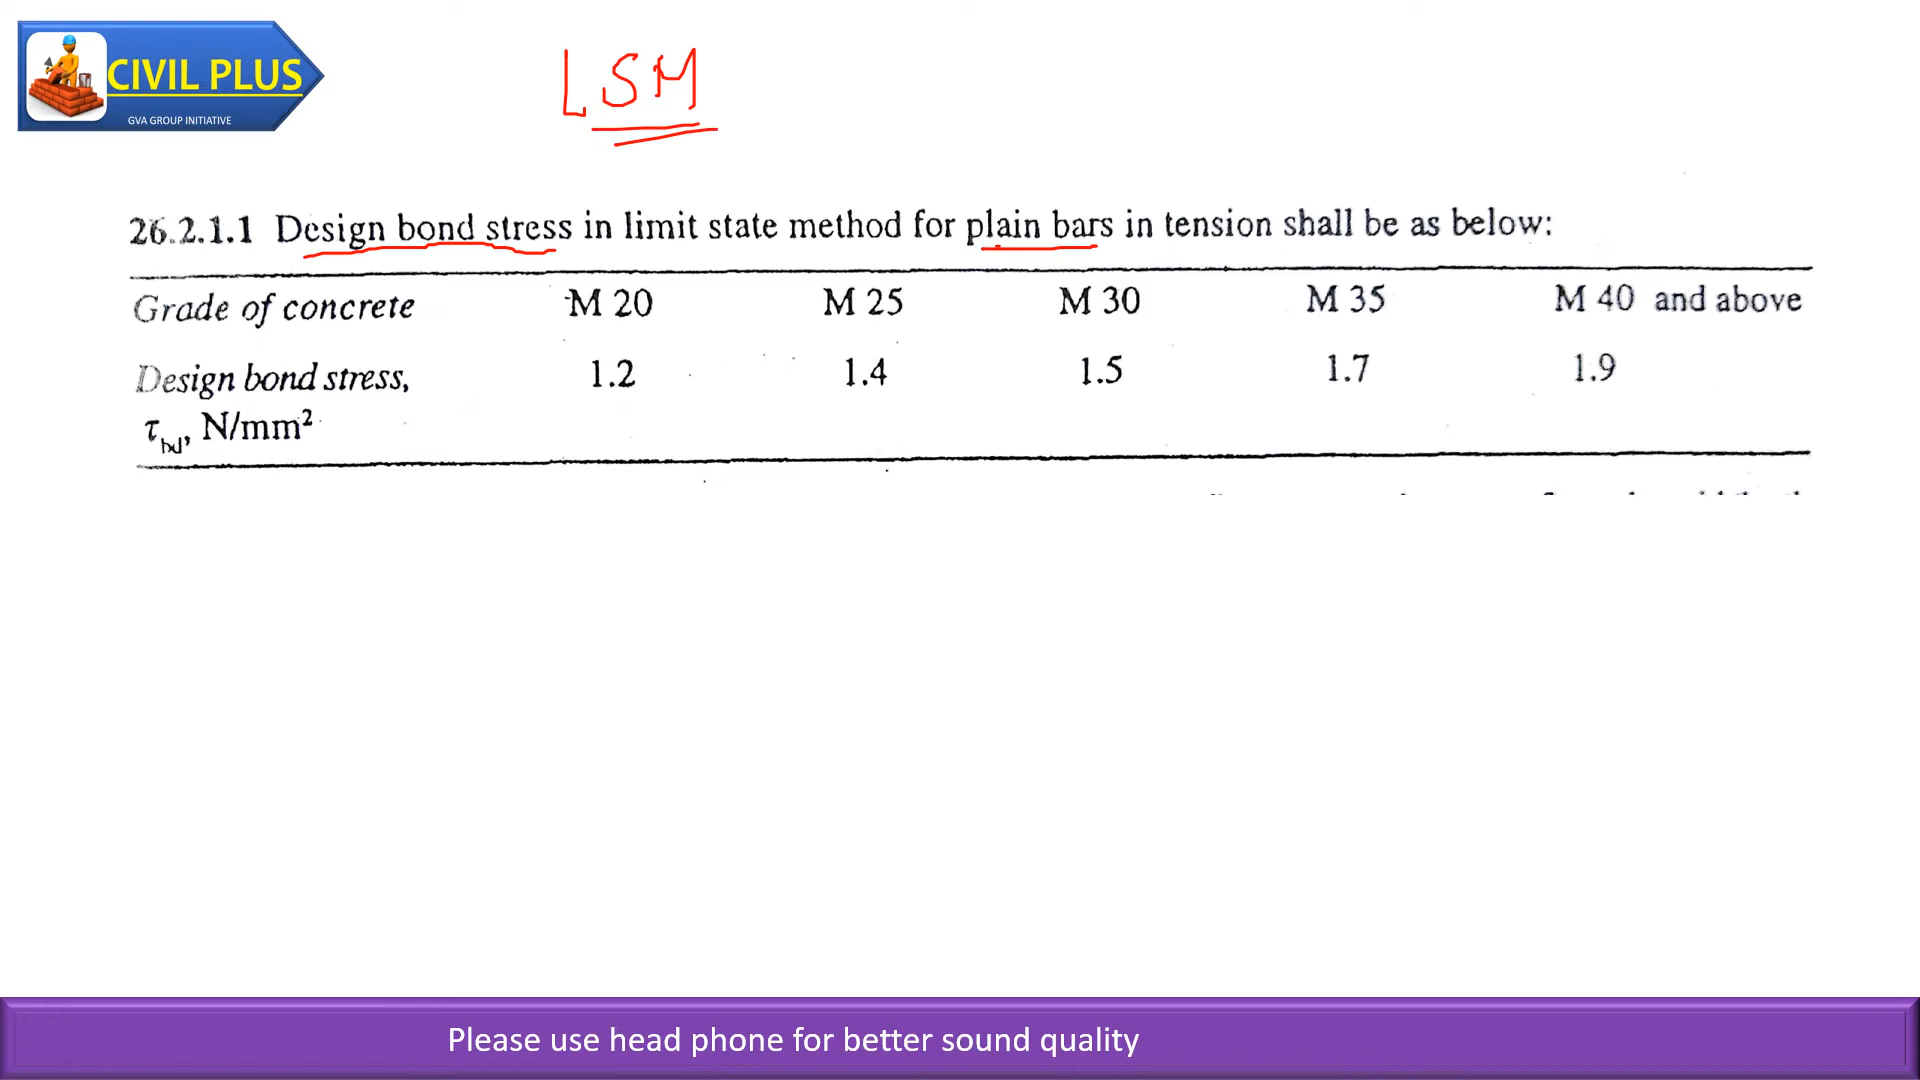 CIVIL PLUS
GVA GROUP INITIATIVE
LSM
26.2.1.1 Design bond stress in limit state method for plain bars in tension shall be as below:
Grade of concrete M 20 M 25 M 30 M 35 M 40 and above
Design bond stress, 1.2 1.4 1.5 1.7 1.9
τbd, N/mm²
Please use head phone for better sound quality